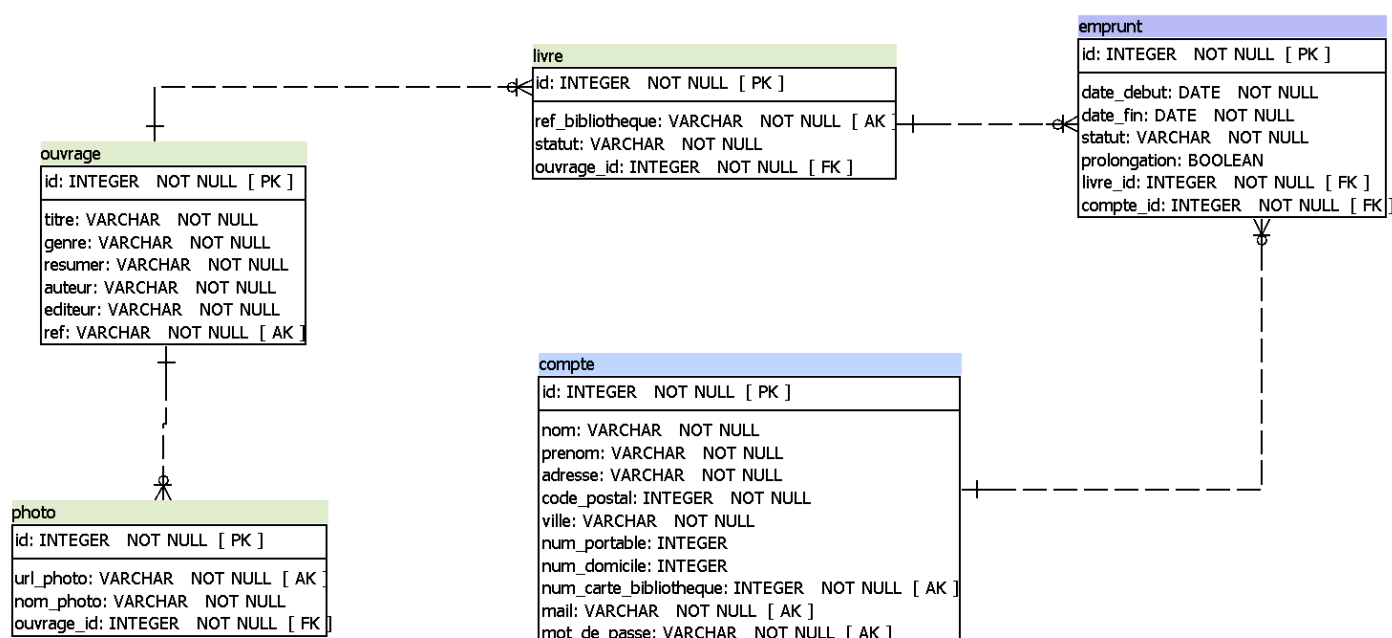 emprunt
id: INTEGER NOT NULL [ PK ]
date_debut: DATE NOT NULL
date_fin: DATE NOT NULL
statut: VARCHAR NOT NULL
prolongation: BOOLEAN
livre_id: INTEGER NOT NULL [ FK ]
compte_id: INTEGER NOT NULL [ FK ]
livre
id: INTEGER NOT NULL [ PK ]
ref_bibliotheque: VARCHAR NOT NULL [ AK ]
statut: VARCHAR NOT NULL
ouvrage_id: INTEGER NOT NULL [ FK ]
ouvrage
id: INTEGER NOT NULL [ PK ]
titre: VARCHAR NOT NULL
genre: VARCHAR NOT NULL
resumer: VARCHAR NOT NULL
auteur: VARCHAR NOT NULL
editeur: VARCHAR NOT NULL
ref: VARCHAR NOT NULL [ AK ]
compte
id: INTEGER NOT NULL [ PK ]
nom: VARCHAR NOT NULL
prenom: VARCHAR NOT NULL
adresse: VARCHAR NOT NULL
code_postal: INTEGER NOT NULL
ville: VARCHAR NOT NULL
num_portable: INTEGER
num_domicile: INTEGER
num_carte_bibliotheque: INTEGER NOT NULL [ AK ]
mail: VARCHAR NOT NULL [ AK ]
mot_de_passe: VARCHAR NOT NULL [ AK ]
photo
id: INTEGER NOT NULL [ PK ]
url_photo: VARCHAR NOT NULL [ AK ]
nom_photo: VARCHAR NOT NULL
ouvrage_id: INTEGER NOT NULL [ FK ]